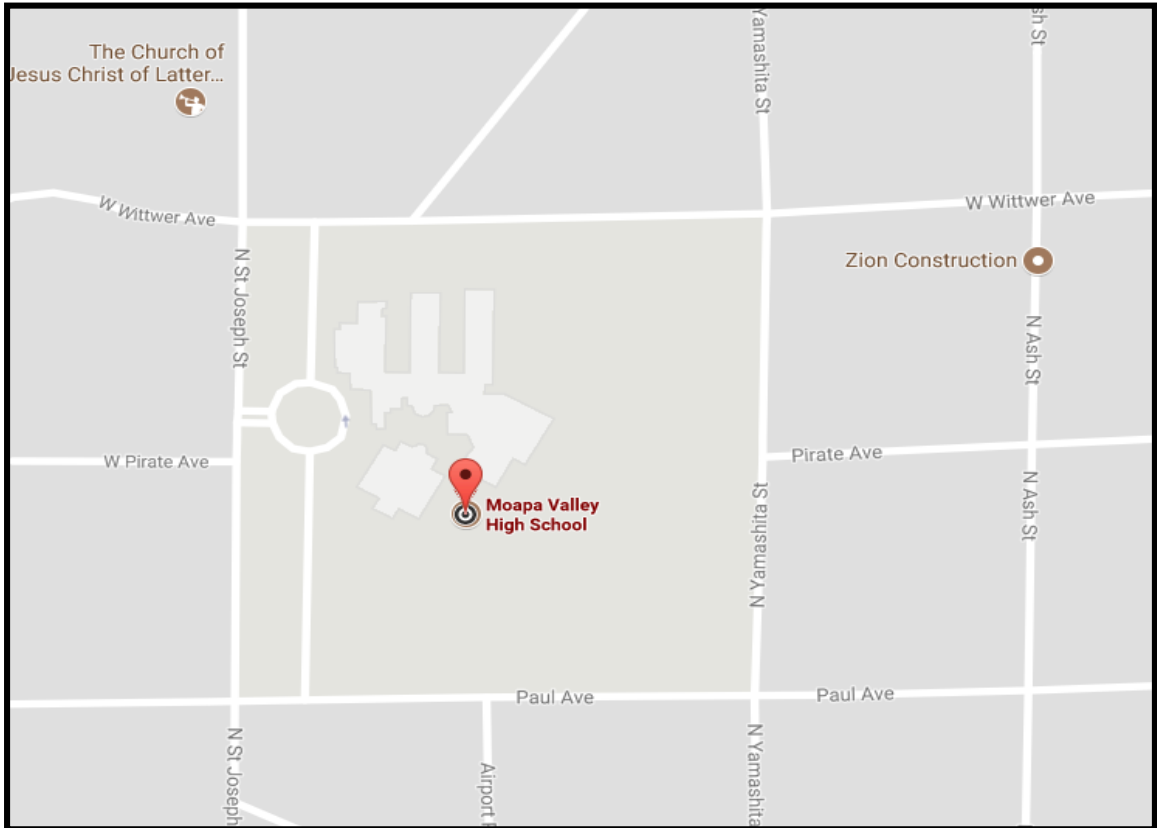 The Church of
Jesus Christ of Latter...
Yamashita St
sh St
W Wittwer Ave
W Wittwer Ave
Zion Construction
N St Joseph St
N Ash St
W Pirate Ave
Pirate Ave
Moapa Valley
High School
N Yamashita St
N Ash St
Paul Ave
Paul Ave
N St Joseph
Airport
N Yamashita